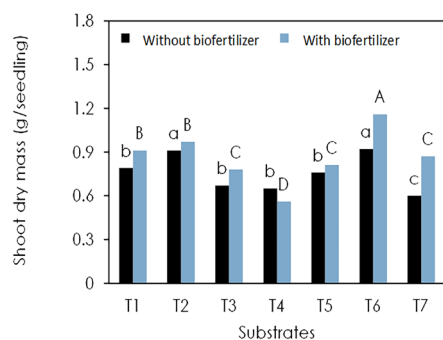 Without biofertilizer With biofertilizer
Shoot dry mass (g/seedling)
1.8
1.5
1.2
0.9
0.6
0.3
0
b B a B b C b D b C a A c C
T1 T2 T3 T4 T5 T6 T7
Substrates